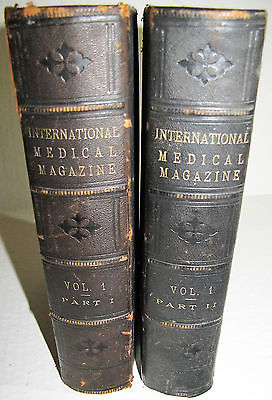 INTERNATIONAL
MEDICAL
MAGAZINE
VOL. 1
PART I
INTERNATIONAL
MEDICAL
MAGAZINE
VOL. 1
PART II